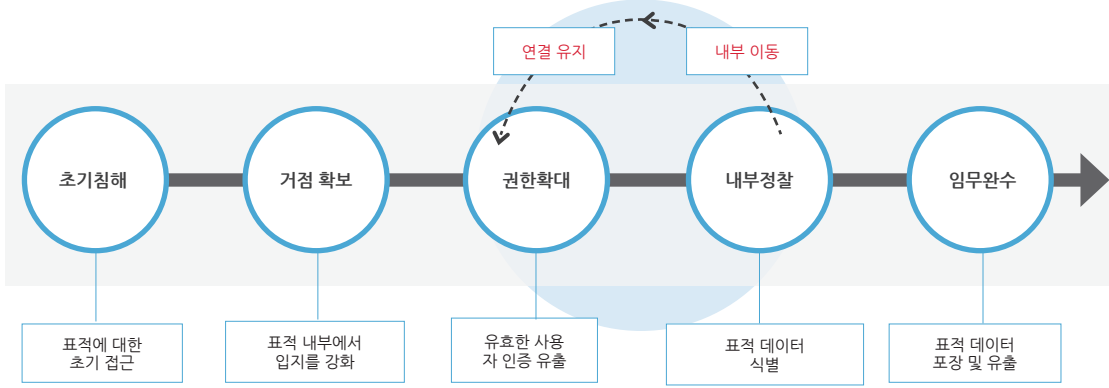 연결 유지
내부 이동
초기침해
거점 확보
권한확대
내부정찰
임무완수
표적에 대한
초기 접근
표적 내부에서
입지를 강화
유효한 사용
자 인증 유출
표적 데이터
식별
표적 데이터
포장 및 유출